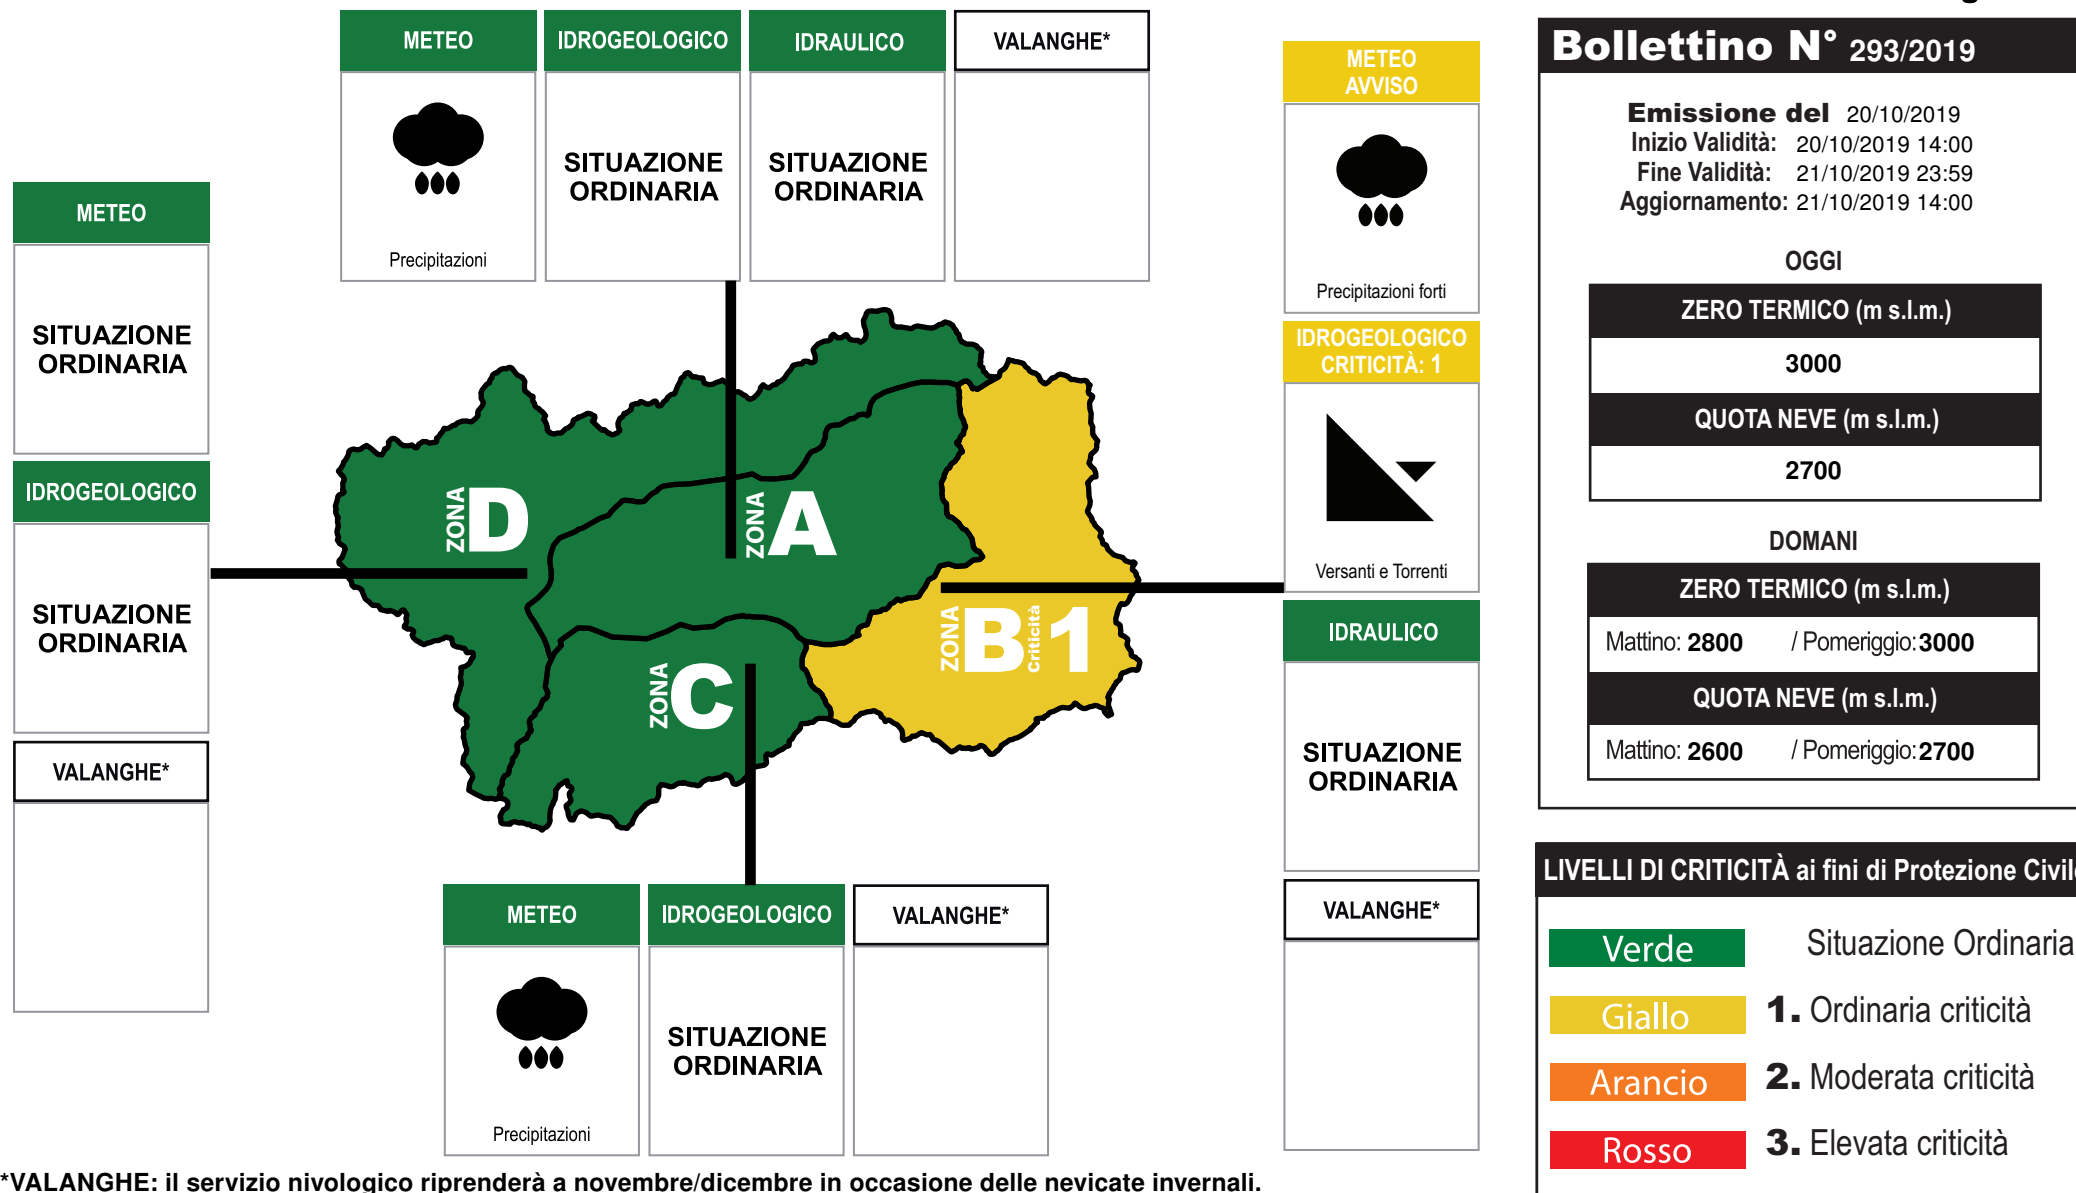 METEO
Precipitazioni
IDROGEOLOGICO
SITUAZIONE
ORDINARIA
IDRAULICO
SITUAZIONE
ORDINARIA
VALANGHE*
METEO
SITUAZIONE
ORDINARIA
IDROGEOLOGICO
SITUAZIONE
ORDINARIA
VALANGHE*
ZONA D
ZONA A
ZONA B Criticità 1
ZONA C
METEO
AVVISO
Precipitazioni forti
IDROGEOLOGICO
CRITICITÀ: 1
Versanti e Torrenti
IDRAULICO
SITUAZIONE
ORDINARIA
VALANGHE*
METEO
Precipitazioni
IDROGEOLOGICO
SITUAZIONE
ORDINARIA
VALANGHE*
*VALANGHE: il servizio nivologico riprenderà a novembre/dicembre in occasione delle nevicate invernali.
Bollettino N° 293/2019
Emissione del 20/10/2019
Inizio Validità: 20/10/2019 14:00
Fine Validità: 21/10/2019 23:59
Aggiornamento: 21/10/2019 14:00
OGGI
ZERO TERMICO (m s.l.m.)
3000
QUOTA NEVE (m s.l.m.)
2700
DOMANI
ZERO TERMICO (m s.l.m.)
Mattino: 2800 / Pomeriggio: 3000
QUOTA NEVE (m s.l.m.)
Mattino: 2600 / Pomeriggio: 2700
LIVELLI DI CRITICITÀ ai fini di Protezione Civile
Verde Situazione Ordinaria
Giallo 1. Ordinaria criticità
Arancio 2. Moderata criticità
Rosso 3. Elevata criticità